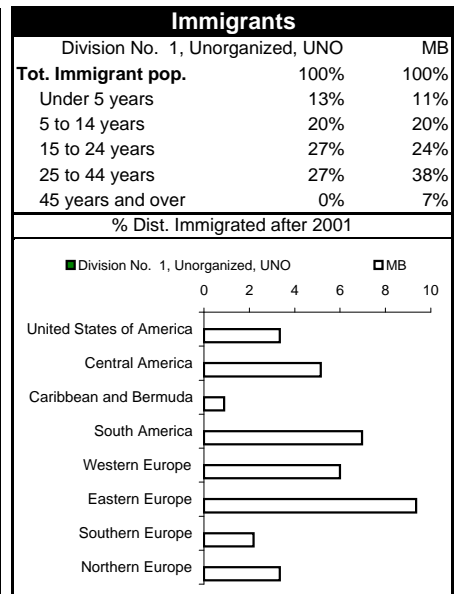 Immigrants
Division No. 1, Unorganized, UNO MB
Tot. Immigrant pop. 100% 100%
Under 5 years 13% 11%
5 to 14 years 20% 20%
15 to 24 years 27% 24%
25 to 44 years 27% 38%
45 years and over 0% 7%
% Dist. Immigrated after 2001
Division No. 1, Unorganized, UNO MB
0 2 4 6 8 10
United States of America
Central America
Caribbean and Bermuda
South America
Western Europe
Eastern Europe
Southern Europe
Northern Europe